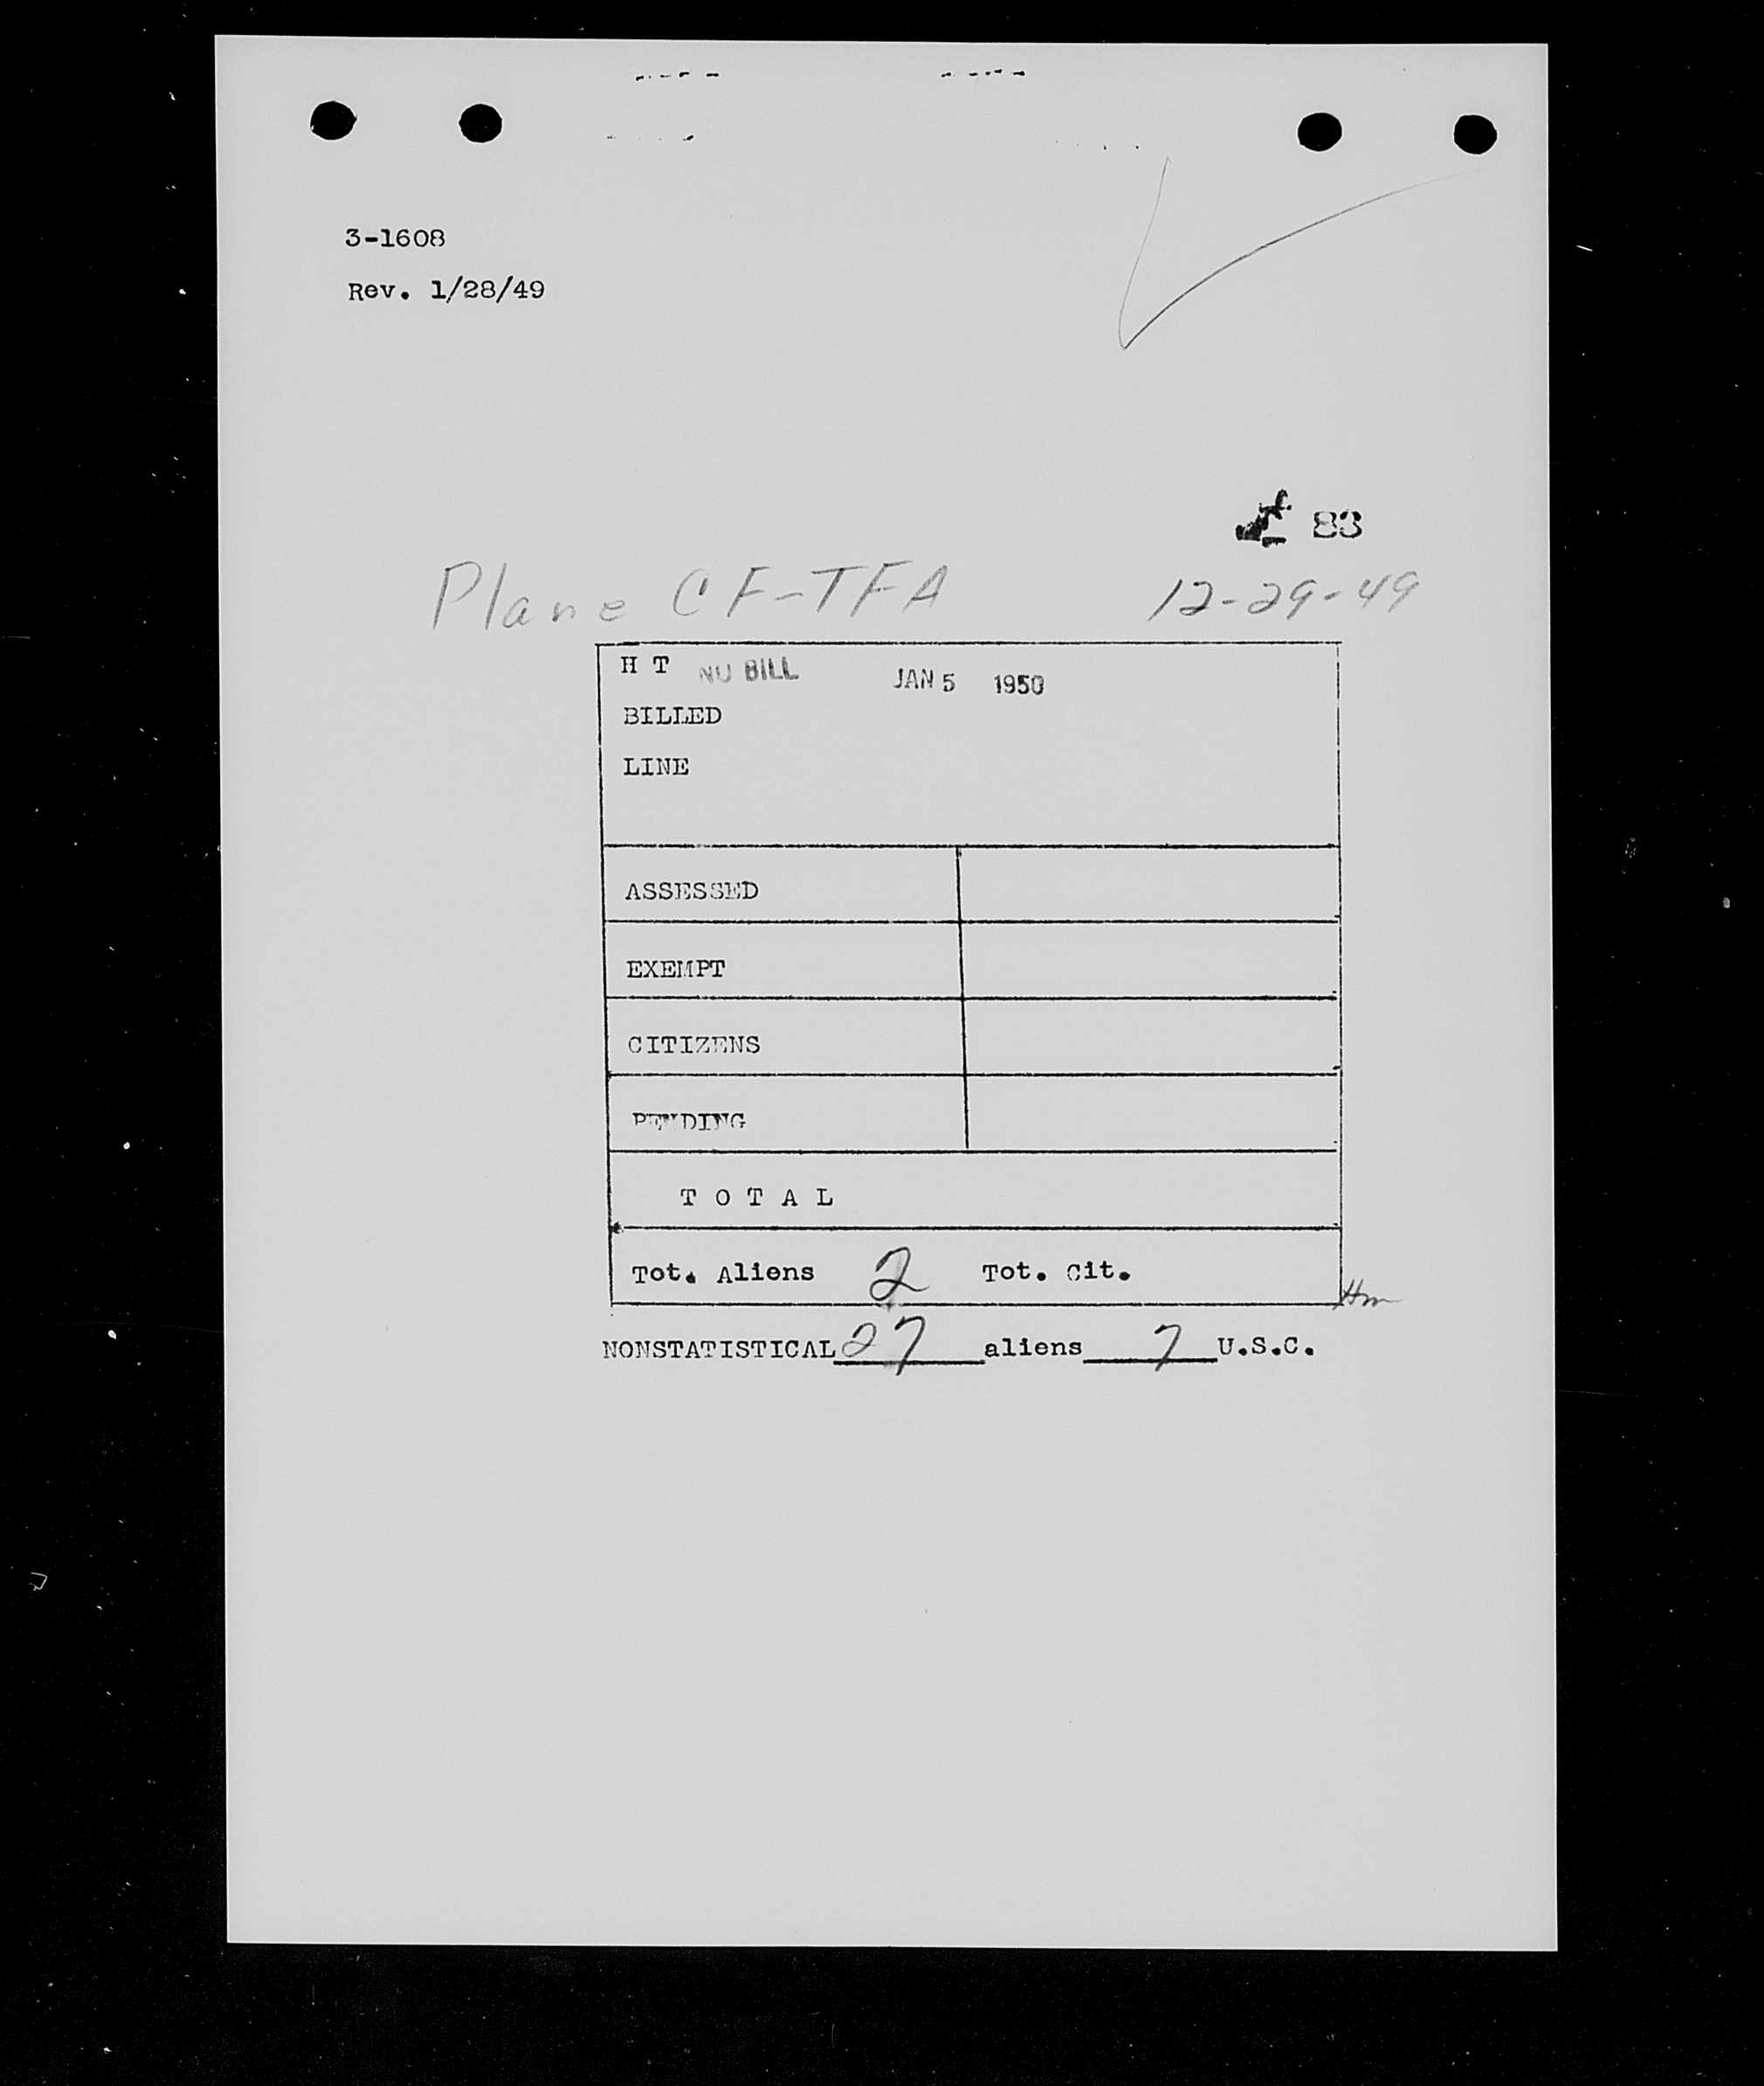 3-1608
Rev. 1/28/49
83
Plane CF-TFA 12-29-49
H T NO BILL JAN 5 1950
BILLED
LINE
ASSESSED
EXEMPT
CITIZENS
PENDING
T O T A L
Tot. Aliens 2 Tot. Cit.
NONSTATISTICAL 27 aliens 7 U.S.C.